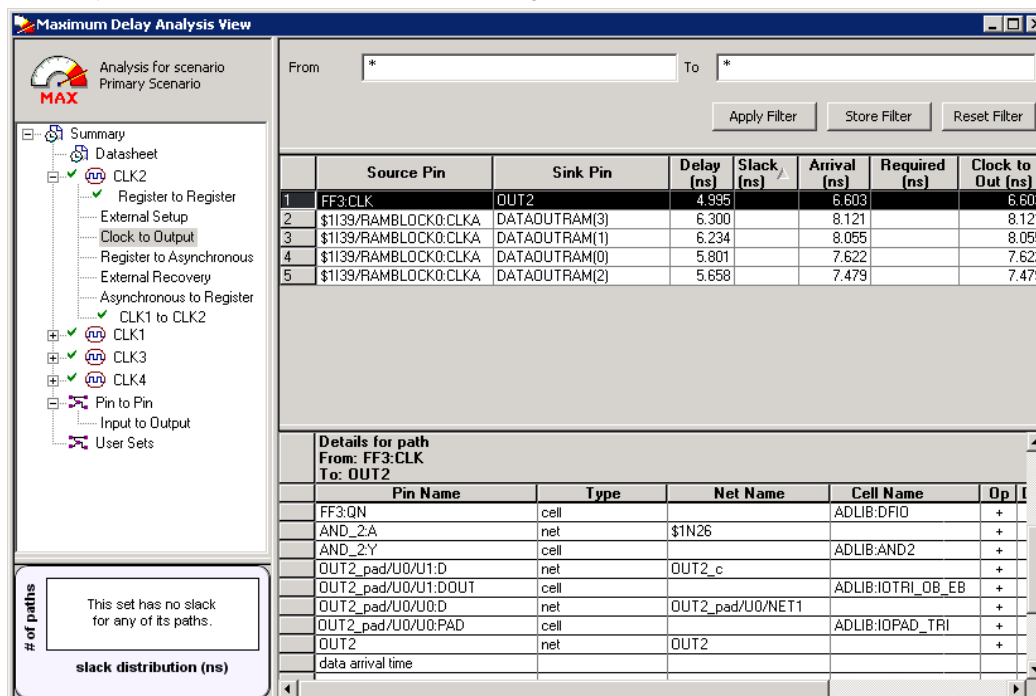 Maximum Delay Analysis View
MAX
Analysis for scenario
Primary Scenario
Summary
Datasheet
CLK2
Register to Register
External Setup
Clock to Output
Register to Asynchronous
External Recovery
Asynchronous to Register
CLK1 to CLK2
CLK1
CLK3
CLK4
Pin to Pin
Input to Output
User Sets
# of paths
This set has no slack
for any of its paths.
slack distribution (ns)
From * To *
Apply Filter Store Filter Reset Filter
Source Pin Sink Pin Delay (ns) Slack (ns) Arrival (ns) Required (ns) Clock to Out (ns)
1 FF3:CLK OUT2 4.995 6.603
2 $1I39/RAMBLOCK0:CLKA DATAOUTRAM(3) 6.300 8.121
3 $1I39/RAMBLOCK0:CLKA DATAOUTRAM(1) 6.234 8.055
4 $1I39/RAMBLOCK0:CLKA DATAOUTRAM(0) 5.801 7.622
5 $1I39/RAMBLOCK0:CLKA DATAOUTRAM(2) 5.658 7.479
Details for path
From: FF3:CLK
To: OUT2
Pin Name Type Net Name Cell Name Op
FF3:QN cell ADLIB:DFI0 +
AND_2:A net $1N26 +
AND_2:Y cell ADLIB:AND2 +
OUT2_pad/U0/U1:D net OUT2_c +
OUT2_pad/U0/U1:DOUT cell ADLIB:IOTRI_OB_EB +
OUT2_pad/U0/U0:D net OUT2_pad/U0/NET1 +
OUT2_pad/U0/U0:PAD cell ADLIB:IOPAD_TRI +
OUT2 net OUT2 +
data arrival time